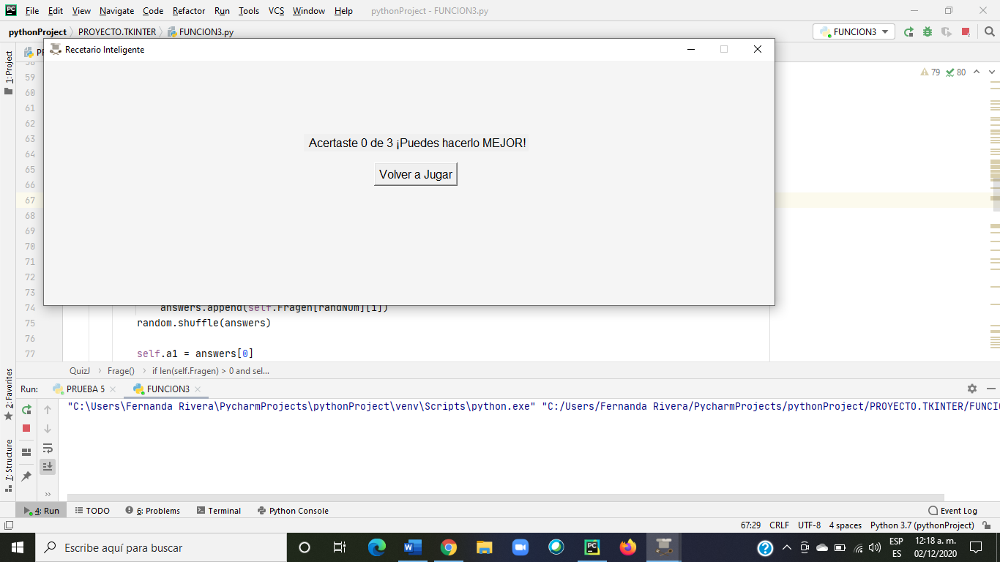 File Edit View Navigate Code Refactor Run Tools VCS Window Help pythonProject - FUNCION3.py
pythonProject PROYECTO.TKINTER FUNCION3.py FUNCION3
1: Project
Recetario Inteligente
79 80
59
60
61
62
63
64
65
66
67
68
69
70
71
72
73
Acertaste 0 de 3 ¡Puedes hacerlo MEJOR!
Volver a Jugar
74 answers.append(self.Fragen[randNum][i])
75 random.shuffle(answers)
76
77 self.a1 = answers[0]
QuizJ Frage() if len(self.Fragen) > 0 and sel...
2: Favorites
7: Structure
Run: PRUEBA 5 FUNCION3
"C:\Users\Fernanda Rivera\PycharmProjects\pythonProject\venv\Scripts\python.exe" "C:/Users/Fernanda Rivera/PycharmProjects/pythonProject/PROYECTO.TKINTER/FUNCIO
4: Run TODO 6: Problems Terminal Python Console Event Log
67:29 CRLF UTF-8 4 spaces Python 3.7 (pythonProject)
Escribe aquí para buscar
ESP
ES
12:18 a. m.
02/12/2020